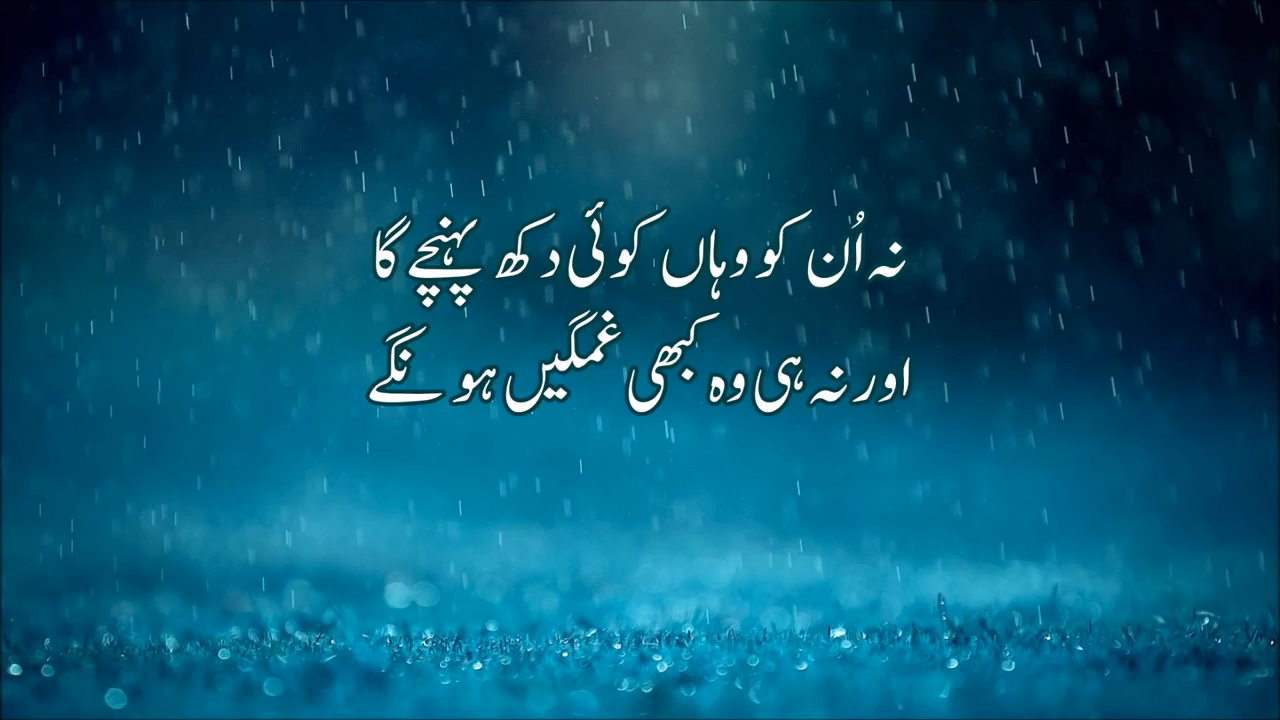 نہ اُن کو وہاں کوئی دکھ پہنچے گا
اور نہ ہی وہ کبھی غمگیں ہونگے